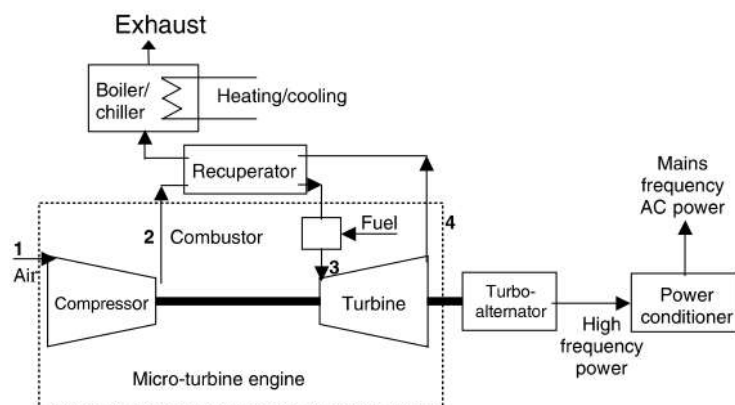 Exhaust
Boiler/
chiller
Heating/cooling
Recuperator
Mains
frequency
AC power
1
Air
2
Combustor
Fuel
4
3
Compressor
Turbine
Turbo-
alternator
High
frequency
power
Power
conditioner
Micro-turbine engine